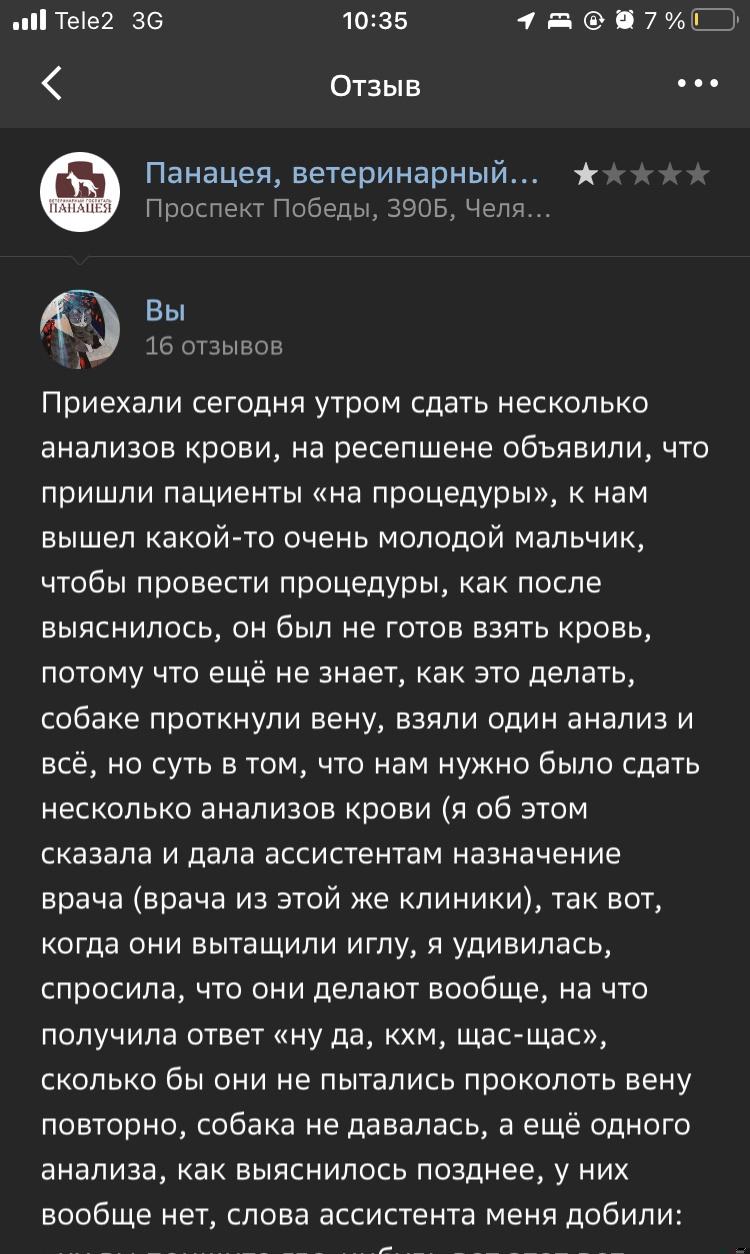 Tele2 3G 10:35 7 %
Отзыв
Панацея, ветеринарный...
Проспект Победы, 390Б, Челя...
ВЕТЕРИНАРНЫЙ ГОСПИТАЛЬ
ПАНАЦЕЯ
Вы
16 отзывов
Приехали сегодня утром сдать несколько
анализов крови, на ресепшене объявили, что
пришли пациенты «на процедуры», к нам
вышел какой-то очень молодой мальчик,
чтобы провести процедуры, как после
выяснилось, он был не готов взять кровь,
потому что ещё не знает, как это делать,
собаке проткнули вену, взяли один анализ и
всё, но суть в том, что нам нужно было сдать
несколько анализов крови (я об этом
сказала и дала ассистентам назначение
врача (врача из этой же клиники), так вот,
когда они вытащили иглу, я удивилась,
спросила, что они делают вообще, на что
получила ответ «ну да, кхм, щас-щас»,
сколько бы они не пытались проколоть вену
повторно, собака не давалась, а ещё одного
анализа, как выяснилось позднее, у них
вообще нет, слова ассистента меня добили: